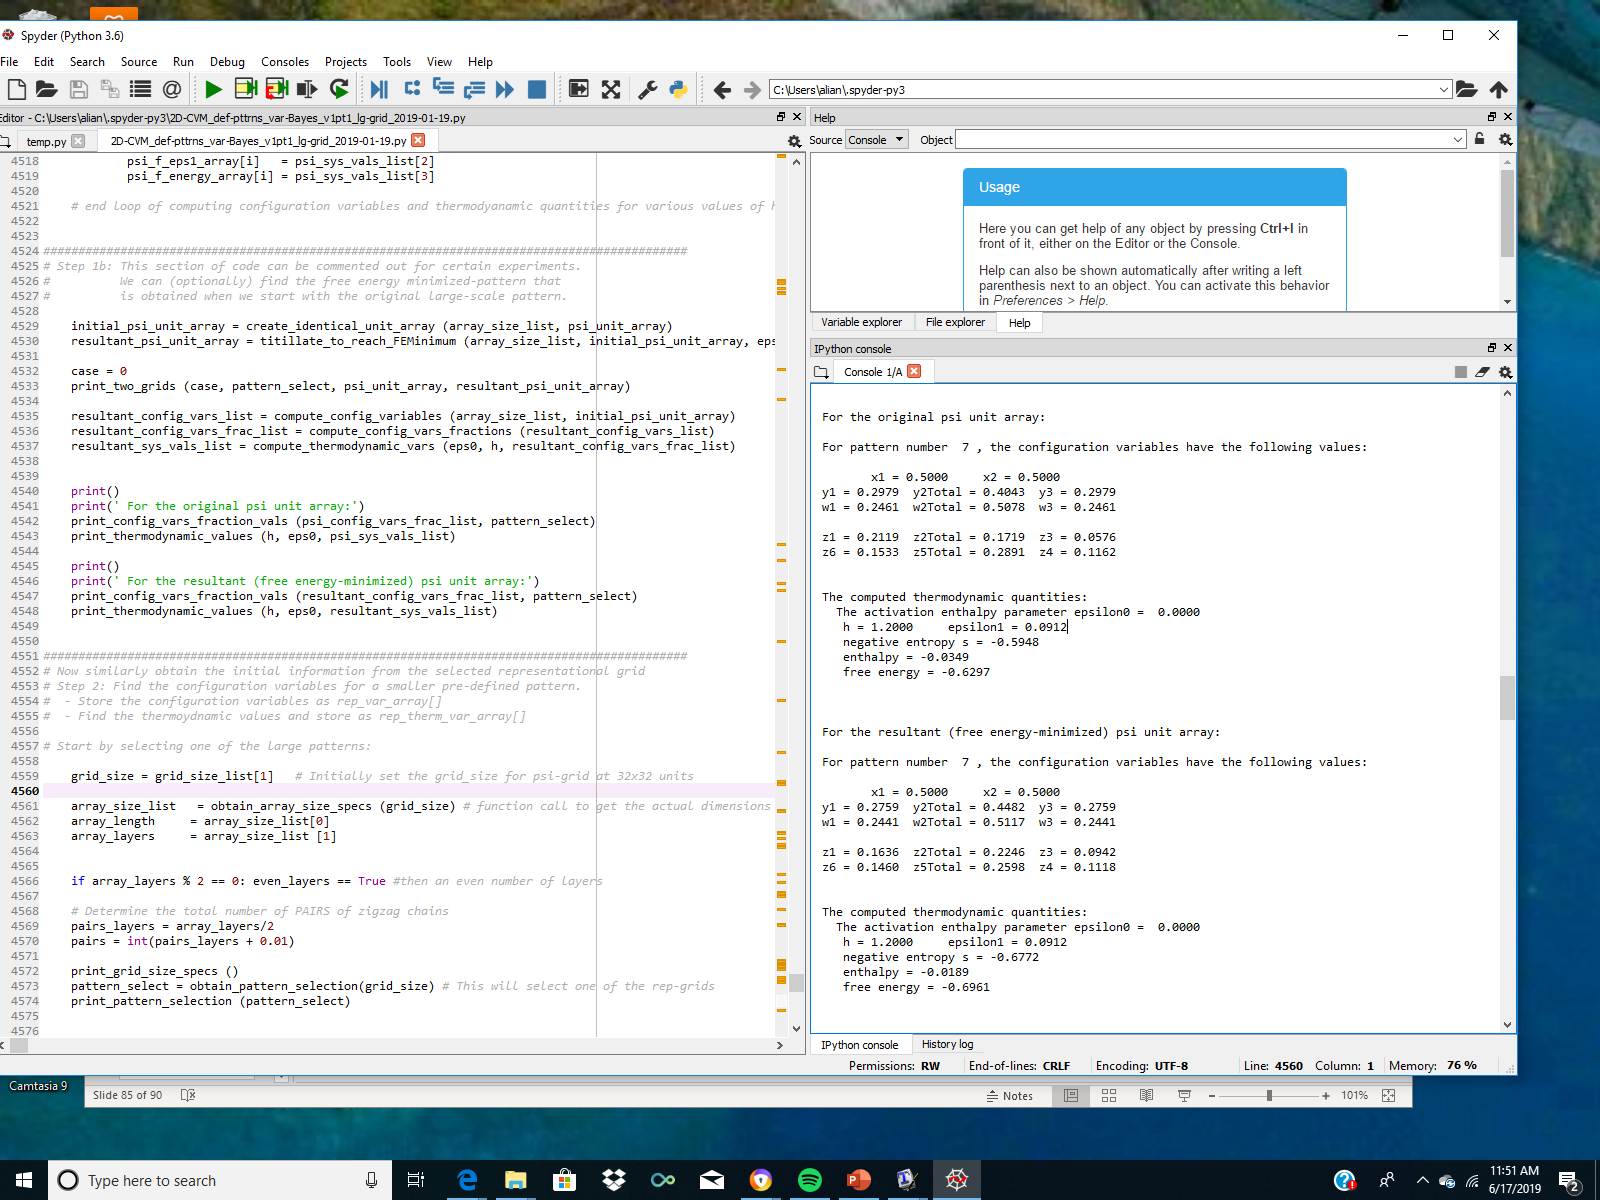 Spyder (Python 3.6)
File Edit Search Source Run Debug Consoles Projects Tools View Help
C:\Users\alian\.spyder-py3
Editor - C:\Users\alian\.spyder-py3\2D-CVM_def-pttrns_var-Bayes_v1pt1_lg-grid_2019-01-19.py
temp.py 2D-CVM_def-pttrns_var-Bayes_v1pt1_lg-grid_2019-01-19.py
4518 psi_f_eps1_array[i] = psi_sys_vals_list[2]
4519 psi_f_energy_array[i] = psi_sys_vals_list[3]
4520
4521 # end loop of computing configuration variables and thermodyanamic quantities for various values of h
4522
4523
4524 ############################################################################################
4525 # Step 1b: This section of code can be commented out for certain experiments.
4526 # We can (optionally) find the free energy minimized-pattern that
4527 # is obtained when we start with the original large-scale pattern.
4528
4529 initial_psi_unit_array = create_identical_unit_array (array_size_list, psi_unit_array)
4530 resultant_psi_unit_array = titillate_to_reach_FEMinimum (array_size_list, initial_psi_unit_array, eps
4531
4532 case = 0
4533 print_two_grids (case, pattern_select, psi_unit_array, resultant_psi_unit_array)
4534
4535 resultant_config_vars_list = compute_config_variables (array_size_list, initial_psi_unit_array)
4536 resultant_config_vars_frac_list = compute_config_vars_fractions (resultant_config_vars_list)
4537 resultant_sys_vals_list = compute_thermodynamic_vars (eps0, h, resultant_config_vars_frac_list)
4538
4539
4540 print()
4541 print(' For the original psi unit array:')
4542 print_config_vars_fraction_vals (psi_config_vars_frac_list, pattern_select)
4543 print_thermodynamic_values (h, eps0, psi_sys_vals_list)
4544
4545 print()
4546 print(' For the resultant (free energy-minimized) psi unit array:')
4547 print_config_vars_fraction_vals (resultant_config_vars_frac_list, pattern_select)
4548 print_thermodynamic_values (h, eps0, resultant_sys_vals_list)
4549
4550
4551 ############################################################################################
4552 # Now similarly obtain the initial information from the selected representational grid
4553 # Step 2: Find the configuration variables for a smaller pre-defined pattern.
4554 # - Store the configuration variables as rep_var_array[]
4555 # - Find the thermoydnamic values and store as rep_therm_var_array[]
4556
4557 # Start by selecting one of the large patterns:
4558
4559 grid_size = grid_size_list[1] # Initially set the grid_size for psi-grid at 32x32 units
4560
4561 array_size_list = obtain_array_size_specs (grid_size) # function call to get the actual dimensions
4562 array_length = array_size_list[0]
4563 array_layers = array_size_list [1]
4564
4565
4566 if array_layers % 2 == 0: even_layers == True #then an even number of layers
4567
4568 # Determine the total number of PAIRS of zigzag chains
4569 pairs_layers = array_layers/2
4570 pairs = int(pairs_layers + 0.01)
4571
4572 print_grid_size_specs ()
4573 pattern_select = obtain_pattern_selection(grid_size) # This will select one of the rep-grids
4574 print_pattern_selection (pattern_select)
4575
4576
Help
Source Console Object
Usage
Here you can get help of any object by pressing Ctrl+I in
front of it, either on the Editor or the Console.
Help can also be shown automatically after writing a left
parenthesis next to an object. You can activate this behavior
in Preferences > Help.
Variable explorer File explorer Help
IPython console
Console 1/A
For the original psi unit array:
For pattern number 7 , the configuration variables have the following values:
x1 = 0.5000 x2 = 0.5000
y1 = 0.2979 y2Total = 0.4043 y3 = 0.2979
w1 = 0.2461 w2Total = 0.5078 w3 = 0.2461
z1 = 0.2119 z2Total = 0.1719 z3 = 0.0576
z6 = 0.1533 z5Total = 0.2891 z4 = 0.1162
The computed thermodynamic quantities:
The activation enthalpy parameter epsilon0 = 0.0000
h = 1.2000 epsilon1 = 0.0912
negative entropy s = -0.5948
enthalpy = -0.0349
free energy = -0.6297
For the resultant (free energy-minimized) psi unit array:
For pattern number 7 , the configuration variables have the following values:
x1 = 0.5000 x2 = 0.5000
y1 = 0.2759 y2Total = 0.4482 y3 = 0.2759
w1 = 0.2441 w2Total = 0.5117 w3 = 0.2441
z1 = 0.1636 z2Total = 0.2246 z3 = 0.0942
z6 = 0.1460 z5Total = 0.2598 z4 = 0.1118
The computed thermodynamic quantities:
The activation enthalpy parameter epsilon0 = 0.0000
h = 1.2000 epsilon1 = 0.0912
negative entropy s = -0.6772
enthalpy = -0.0189
free energy = -0.6961
IPython console History log
Permissions: RW End-of-lines: CRLF Encoding: UTF-8 Line: 4560 Column: 1 Memory: 76 %
Camtasia 9
Slide 85 of 90 Notes 101%
Type here to search
11:51 AM
6/17/2019
2